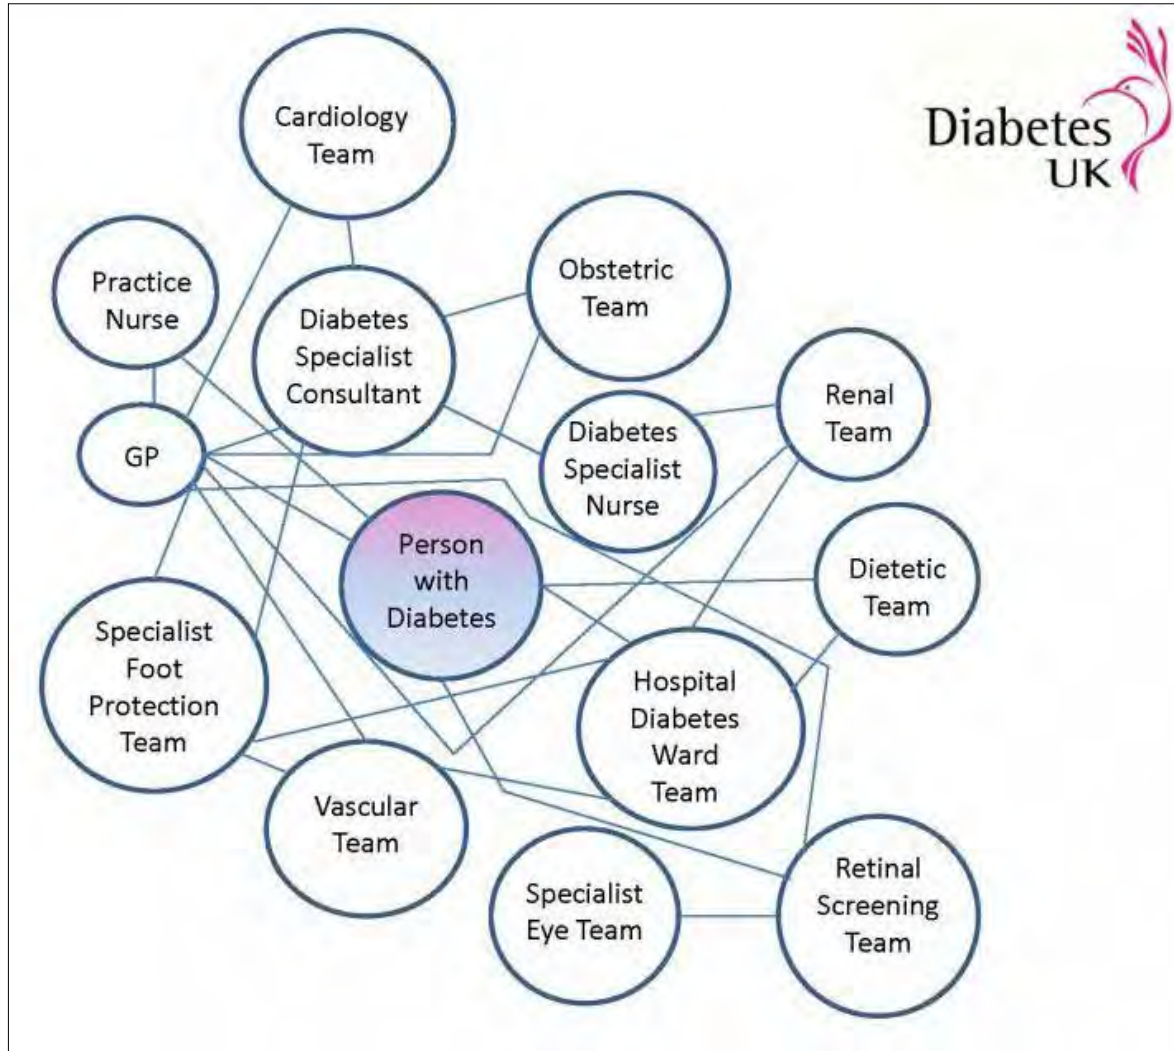 Cardiology
Team
Diabetes
UK
Practice
Nurse
Obstetric
Team
Diabetes
Specialist
Consultant
Renal
Team
GP
Diabetes
Specialist
Nurse
Person
with
Diabetes
Dietetic
Team
Specialist
Foot
Protection
Team
Hospital
Diabetes
Ward
Team
Vascular
Team
Specialist
Eye Team
Retinal
Screening
Team